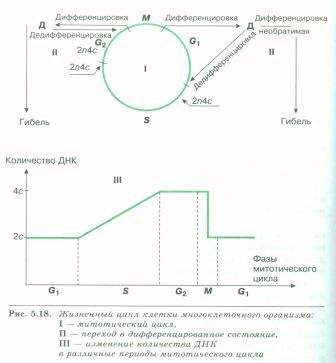 Дифференцировка М Дифференцировка
Д Д Дифференцировка
Дедифференцировка необратимая
II G₂ G₁ II
2n4c
I
2n4c
Дедифференцировка
S
Гибель Гибель
Количество ДНК
III
4c
2c
Фазы
митотического
цикла
G₁ S G₂ M G₁
Рис. 5.18. Жизненный цикл клетки многоклеточного организма:
I — митотический цикл,
II — переход в дифференцированное состояние,
III — изменение количества ДНК
в различные периоды митотического цикла